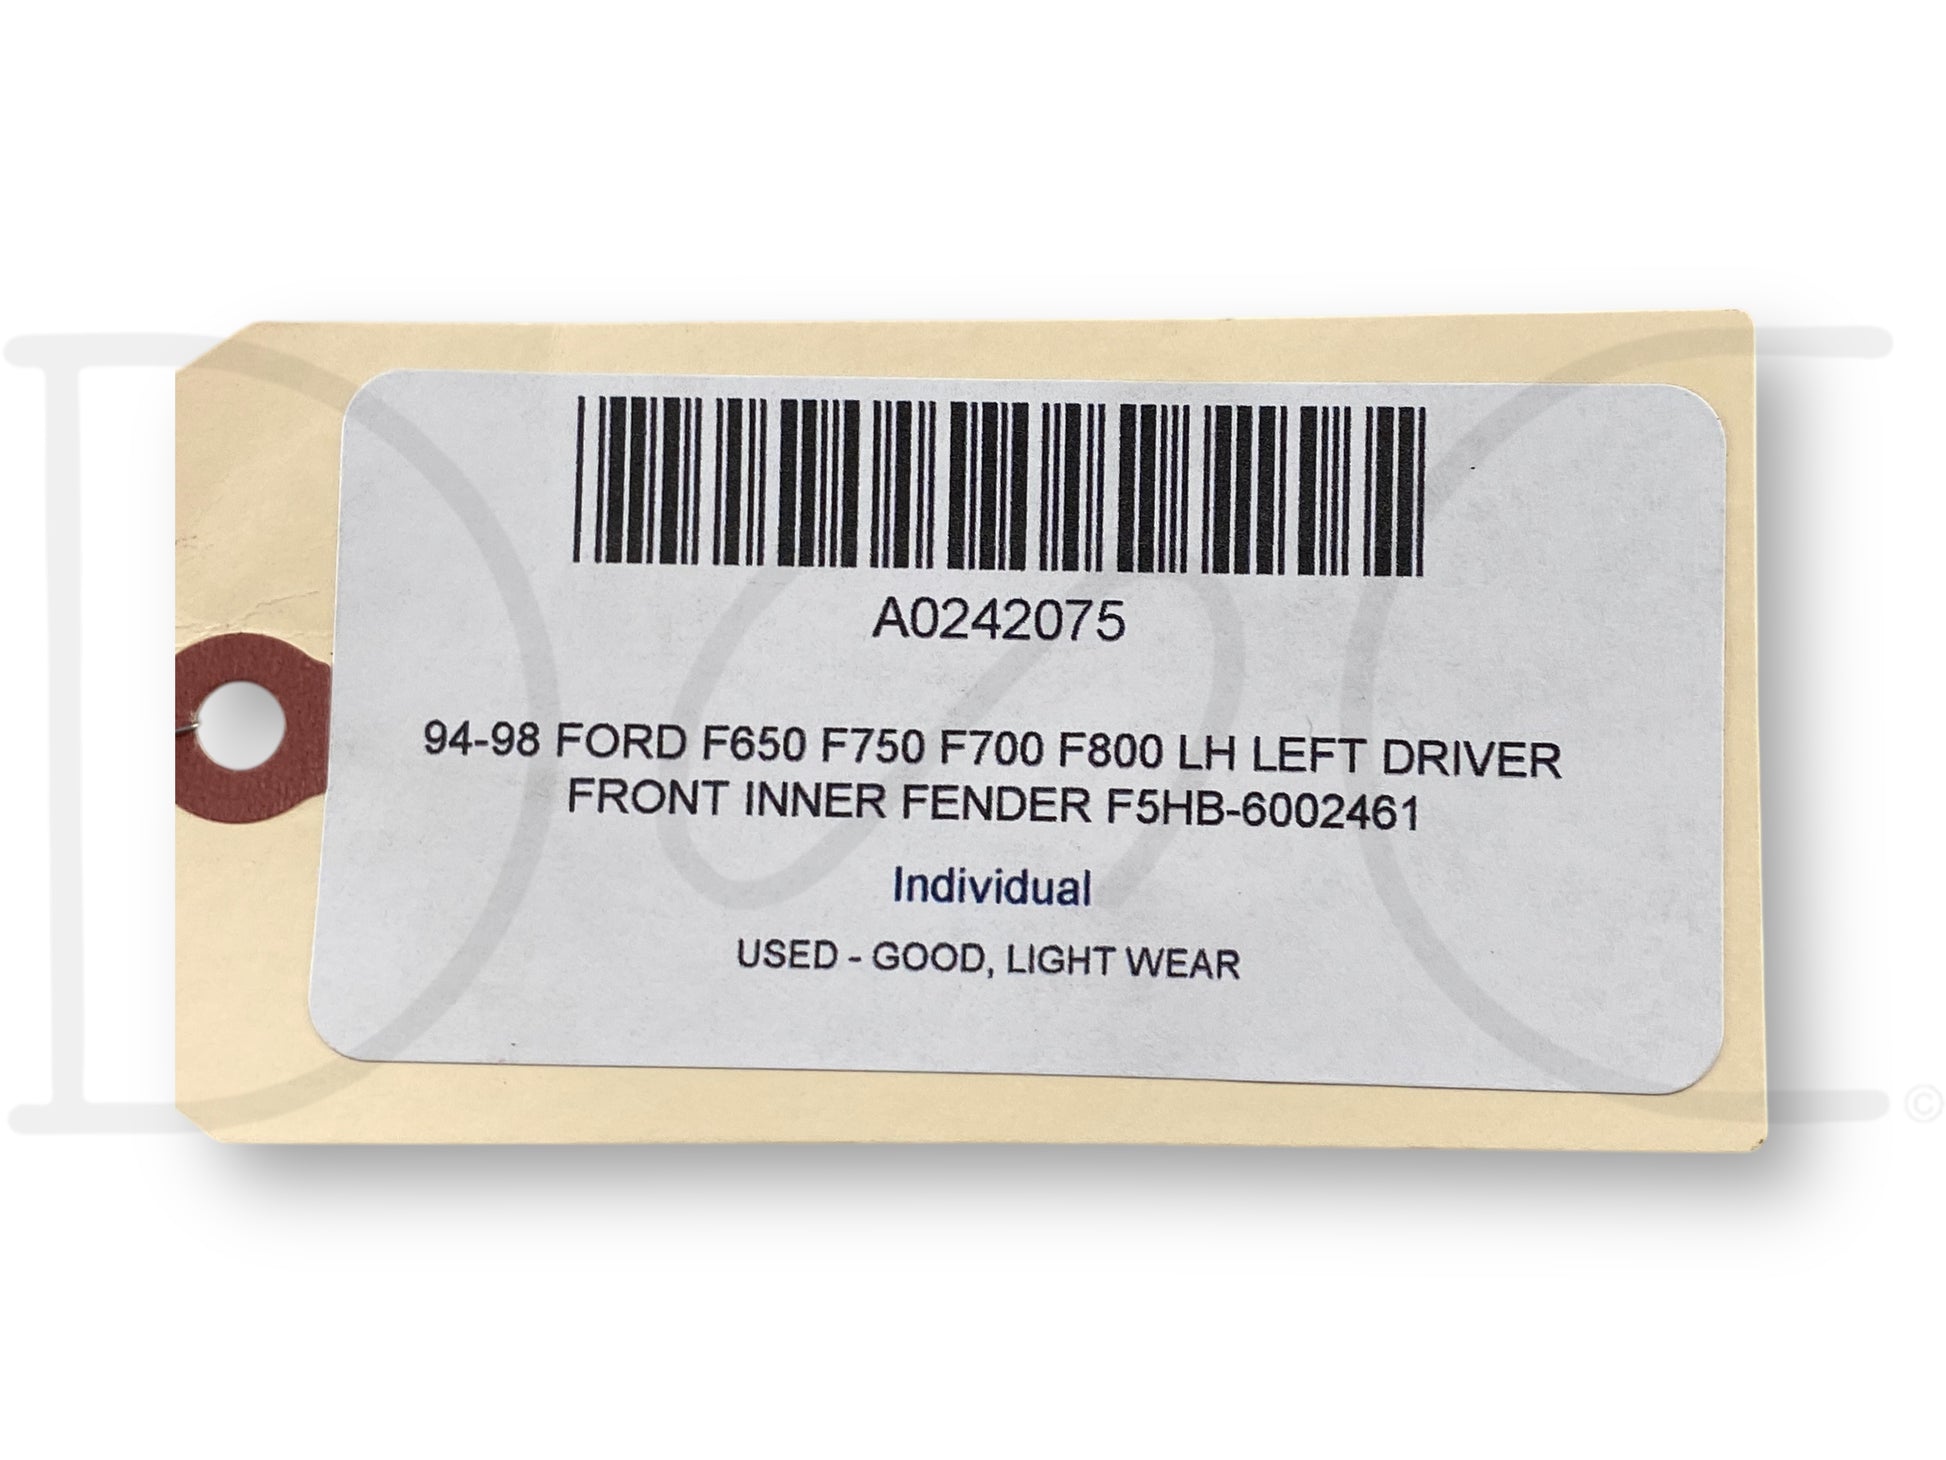 A0242075
94-98 FORD F650 F750 F700 F800 LH LEFT DRIVER
FRONT INNER FENDER F5HB-6002461
Individual
USED - GOOD, LIGHT WEAR
DNC
©